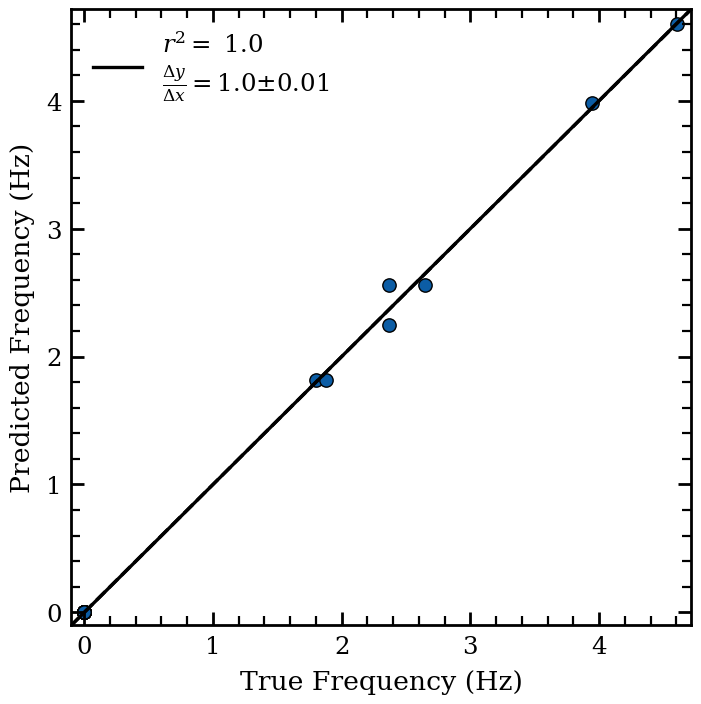 r² = 1.0
Δy/Δx = 1.0±0.01
4
3
2
1
0
Predicted Frequency (Hz)
0 1 2 3 4
True Frequency (Hz)